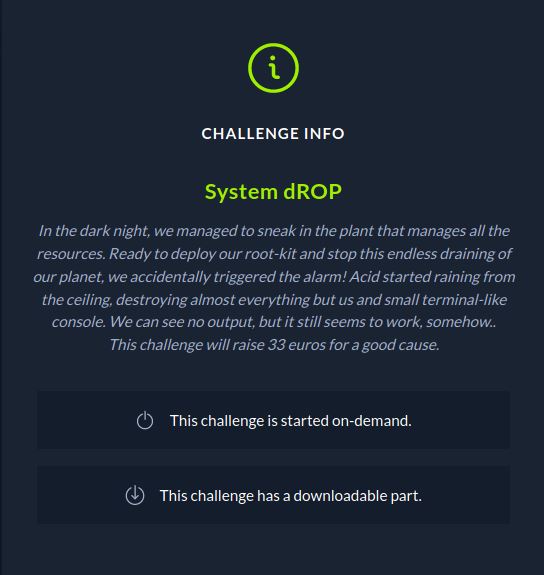 CHALLENGE INFO
System dROP
In the dark night, we managed to sneak in the plant that manages all the
resources. Ready to deploy our root-kit and stop this endless draining of
our planet, we accidentally triggered the alarm! Acid started raining from
the ceiling, destroying almost everything but us and small terminal-like
console. We can see no output, but it still seems to work, somehow..
This challenge will raise 33 euros for a good cause.
This challenge is started on-demand.
This challenge has a downloadable part.